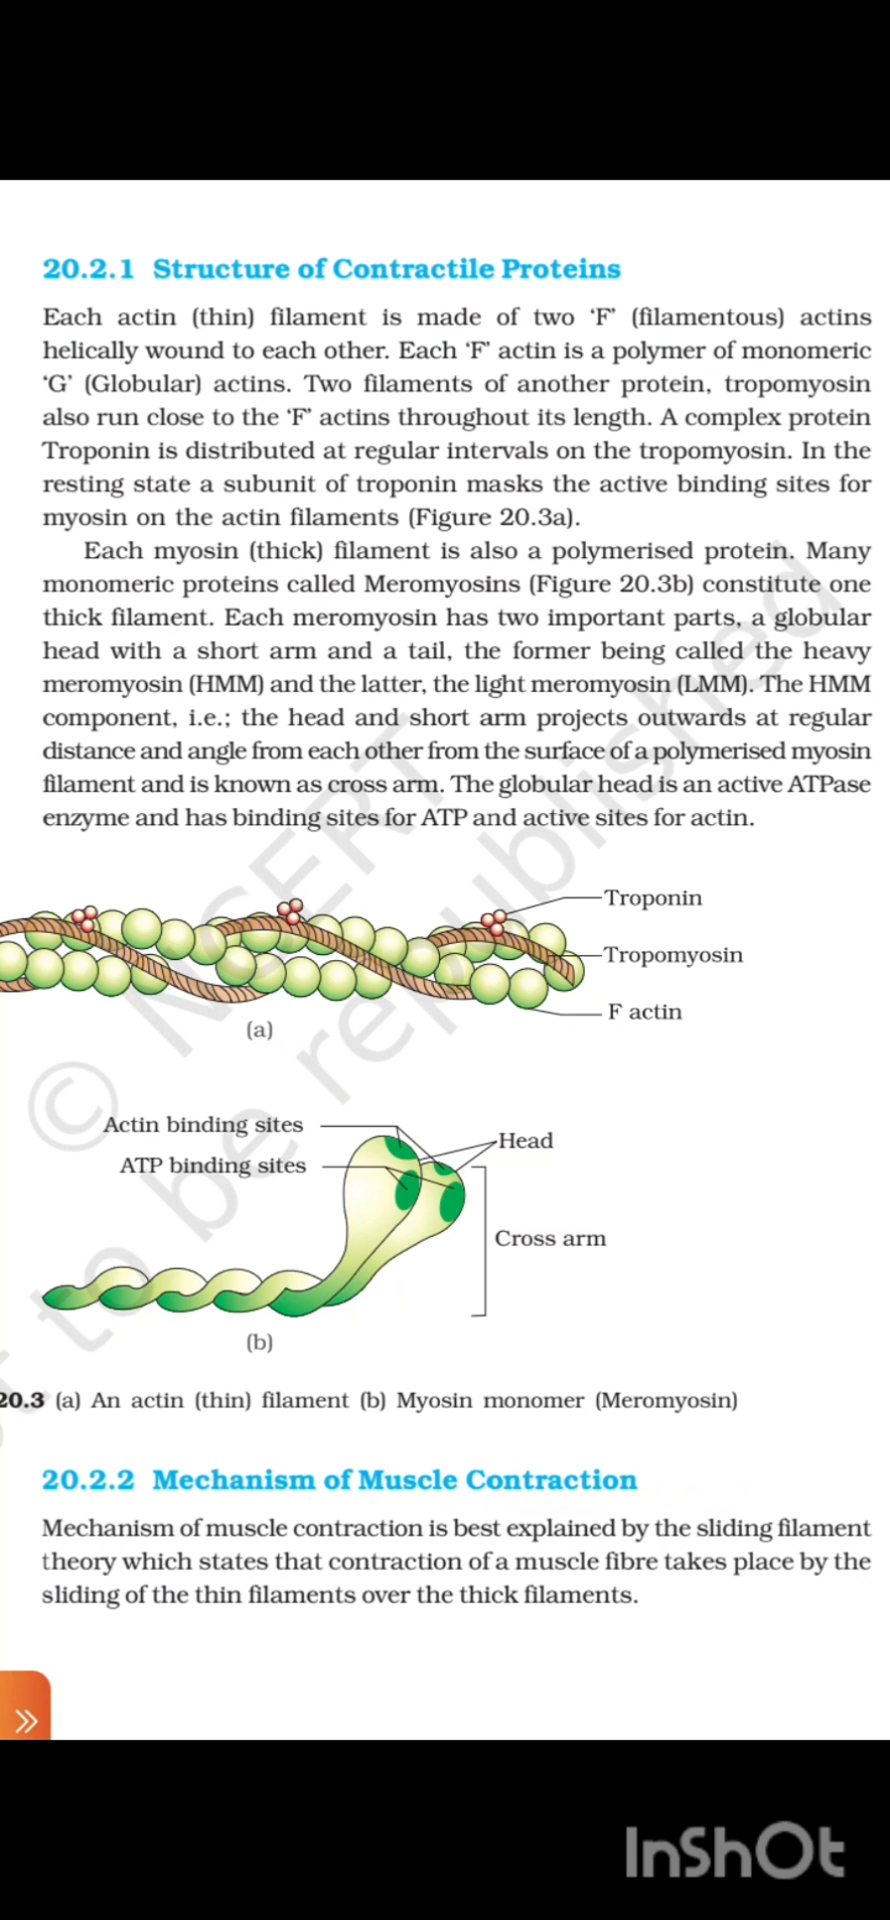 20.2.1 Structure of Contractile Proteins
Each actin (thin) filament is made of two ‘F’ (filamentous) actins
helically wound to each other. Each ‘F’ actin is a polymer of monomeric
‘G’ (Globular) actins. Two filaments of another protein, tropomyosin
also run close to the ‘F’ actins throughout its length. A complex protein
Troponin is distributed at regular intervals on the tropomyosin. In the
resting state a subunit of troponin masks the active binding sites for
myosin on the actin filaments (Figure 20.3a).
Each myosin (thick) filament is also a polymerised protein. Many
monomeric proteins called Meromyosins (Figure 20.3b) constitute one
thick filament. Each meromyosin has two important parts, a globular
head with a short arm and a tail, the former being called the heavy
meromyosin (HMM) and the latter, the light meromyosin (LMM). The HMM
component, i.e.; the head and short arm projects outwards at regular
distance and angle from each other from the surface of a polymerised myosin
filament and is known as cross arm. The globular head is an active ATPase
enzyme and has binding sites for ATP and active sites for actin.
Troponin
Tropomyosin
F actin
(a)
Actin binding sites
Head
ATP binding sites
Cross arm
(b)
20.3 (a) An actin (thin) filament (b) Myosin monomer (Meromyosin)
20.2.2 Mechanism of Muscle Contraction
Mechanism of muscle contraction is best explained by the sliding filament
theory which states that contraction of a muscle fibre takes place by the
sliding of the thin filaments over the thick filaments.
© NCERT
not to be republished
InShOt